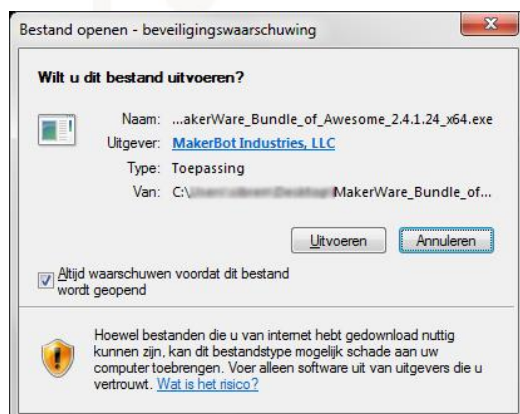 Bestand openen - beveiligingswaarschuwing
Wilt u dit bestand uitvoeren?
Naam: ...akerWare_Bundle_of_Awesome_2.4.1.24_x64.exe
Uitgever: MakerBot Industries, LLC
Type: Toepassing
Van: C:\ MakerWare_Bundle_of...
Uitvoeren Annuleren
Altijd waarschuwen voordat dit bestand
wordt geopend
Hoewel bestanden die u van internet hebt gedownload nuttig
kunnen zijn, kan dit bestandstype mogelijk schade aan uw
computer toebrengen. Voer alleen software uit van uitgevers die u
vertrouwt. Wat is het risico?